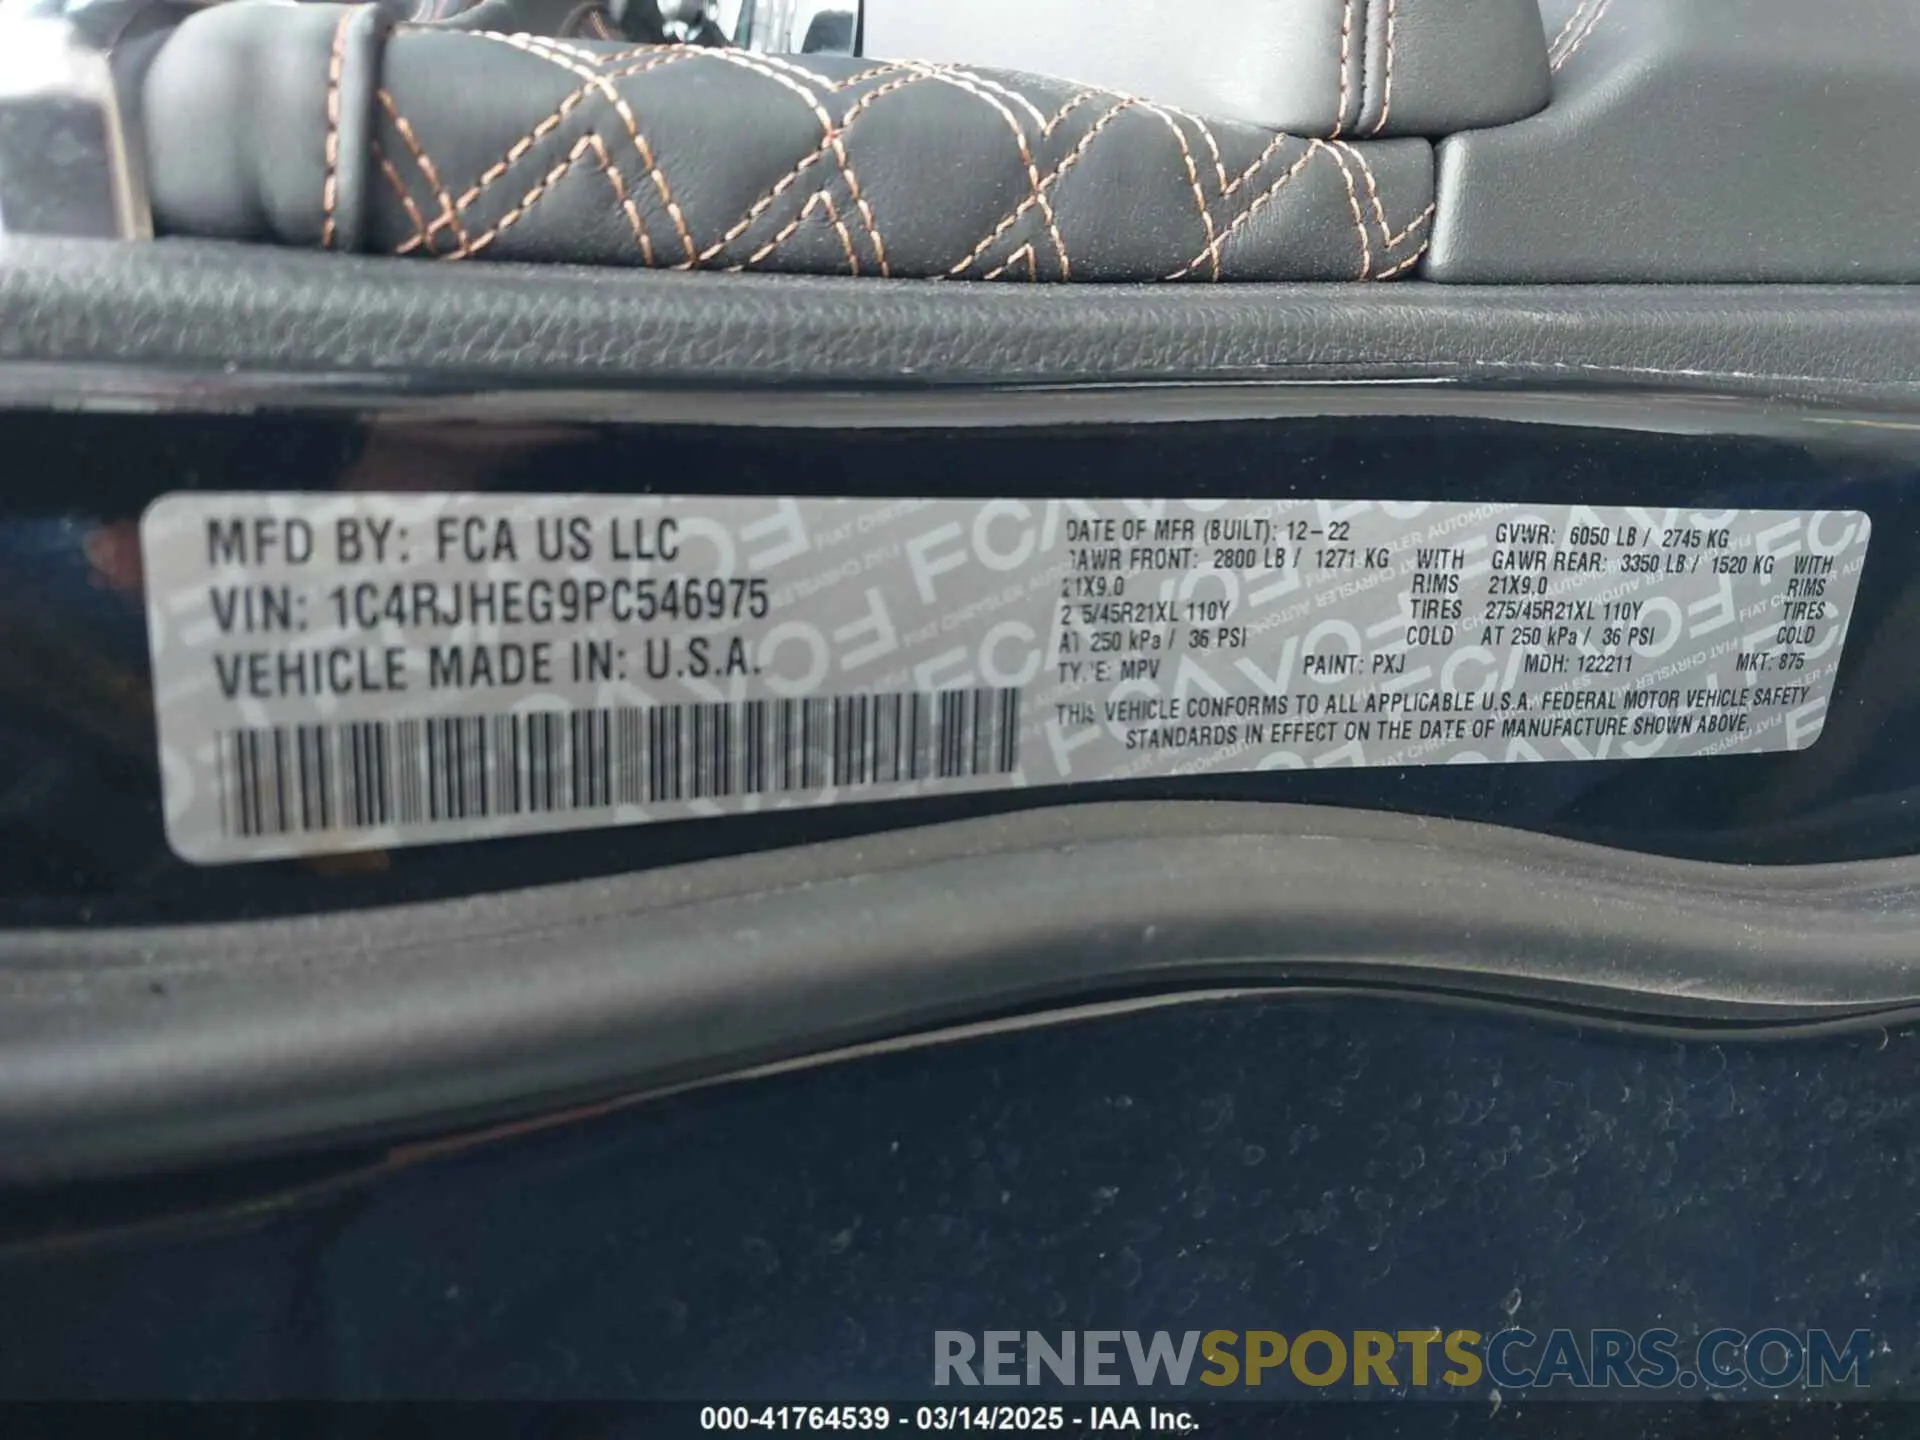 MFD BY: FCA US LLC
VIN: 1C4RJHEG9PC546975
VEHICLE MADE IN: U.S.A.
DATE OF MFR (BUILT): 12-22 GVWR: 6050 LB / 2745 KG
GAWR FRONT: 2800 LB / 1271 KG WITH GAWR REAR: 3350 LB / 1520 KG WITH
21X9.0 RIMS 21X9.0 RIMS
275/45R21XL 110Y TIRES 275/45R21XL 110Y TIRES
AT 250 kPa / 36 PSI COLD AT 250 kPa / 36 PSI COLD
TYPE: MPV PAINT: PXJ MDH: 122211 MKT: 875
THIS VEHICLE CONFORMS TO ALL APPLICABLE U.S.A. FEDERAL MOTOR VEHICLE SAFETY
STANDARDS IN EFFECT ON THE DATE OF MANUFACTURE SHOWN ABOVE.
RENEWSPORTSCARS.COM
000-41764539 - 03/14/2025 - IAA Inc.